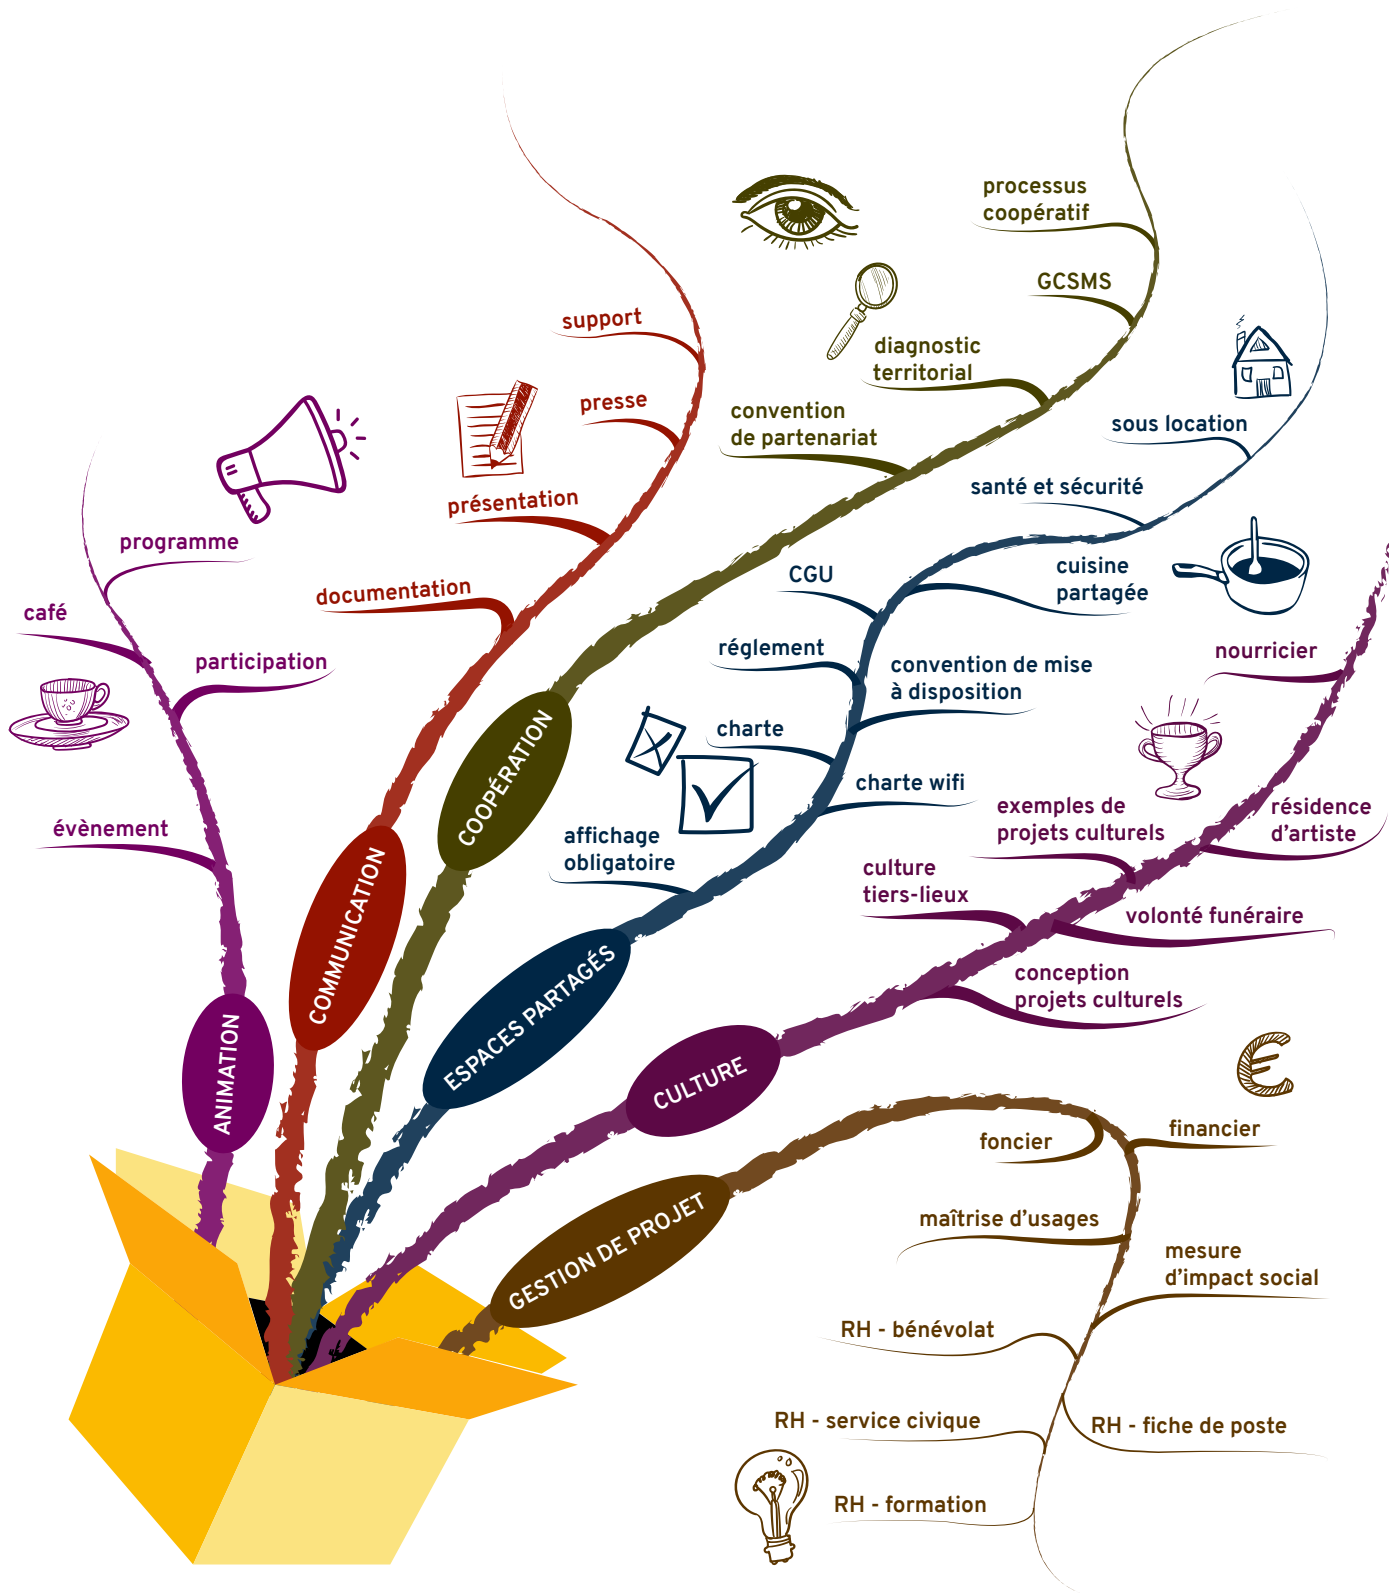 ANIMATION
programme
café
participation
évènement
COMMUNICATION
support
presse
présentation
documentation
COOPÉRATION
processus
coopératif
GCSMS
diagnostic
territorial
convention
de partenariat
ESPACES PARTAGÉS
sous location
santé et sécurité
cuisine
partagée
CGU
réglement
convention de mise
à disposition
charte
charte wifi
affichage
obligatoire
CULTURE
nourricier
résidence
d'artiste
exemples de
projets culturels
culture
tiers-lieux
volonté funéraire
conception
projets culturels
GESTION DE PROJET
foncier
financier
maîtrise d'usages
mesure
d'impact social
RH - bénévolat
RH - service civique
RH - fiche de poste
RH - formation